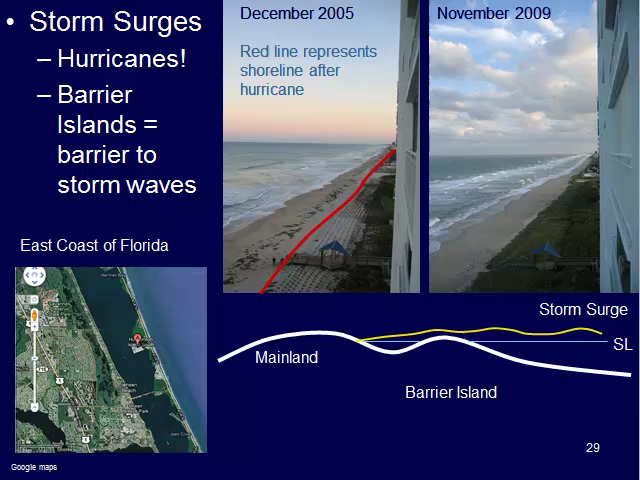 • Storm Surges
– Hurricanes!
– Barrier
Islands =
barrier to
storm waves
December 2005
Red line represents
shoreline after
hurricane
November 2009
East Coast of Florida
Storm Surge
SL
Mainland
Barrier Island
29
Google maps